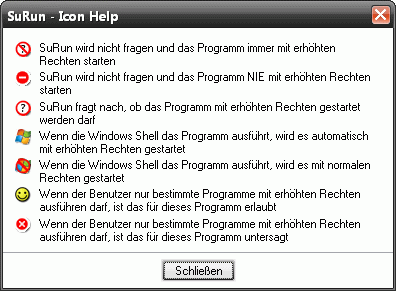 SuRun - Icon Help
SuRun wird nicht fragen und das Programm immer mit erhöhten
Rechten starten
SuRun wird nicht fragen und das Programm NIE mit erhöhten Rechten
starten
SuRun fragt nach, ob das Programm mit erhöhten Rechten gestartet
werden darf
Wenn die Windows Shell das Programm ausführt, wird es automatisch
mit erhöhten Rechten gestartet
Wenn die Windows Shell das Programm ausführt, wird es mit normalen
Rechten gestartet
Wenn der Benutzer nur bestimmte Programme mit erhöhten Rechten
ausführen darf, ist das für dieses Programm erlaubt
Wenn der Benutzer nur bestimmte Programme mit erhöhten Rechten
ausführen darf, ist das für dieses Programm untersagt
Schließen